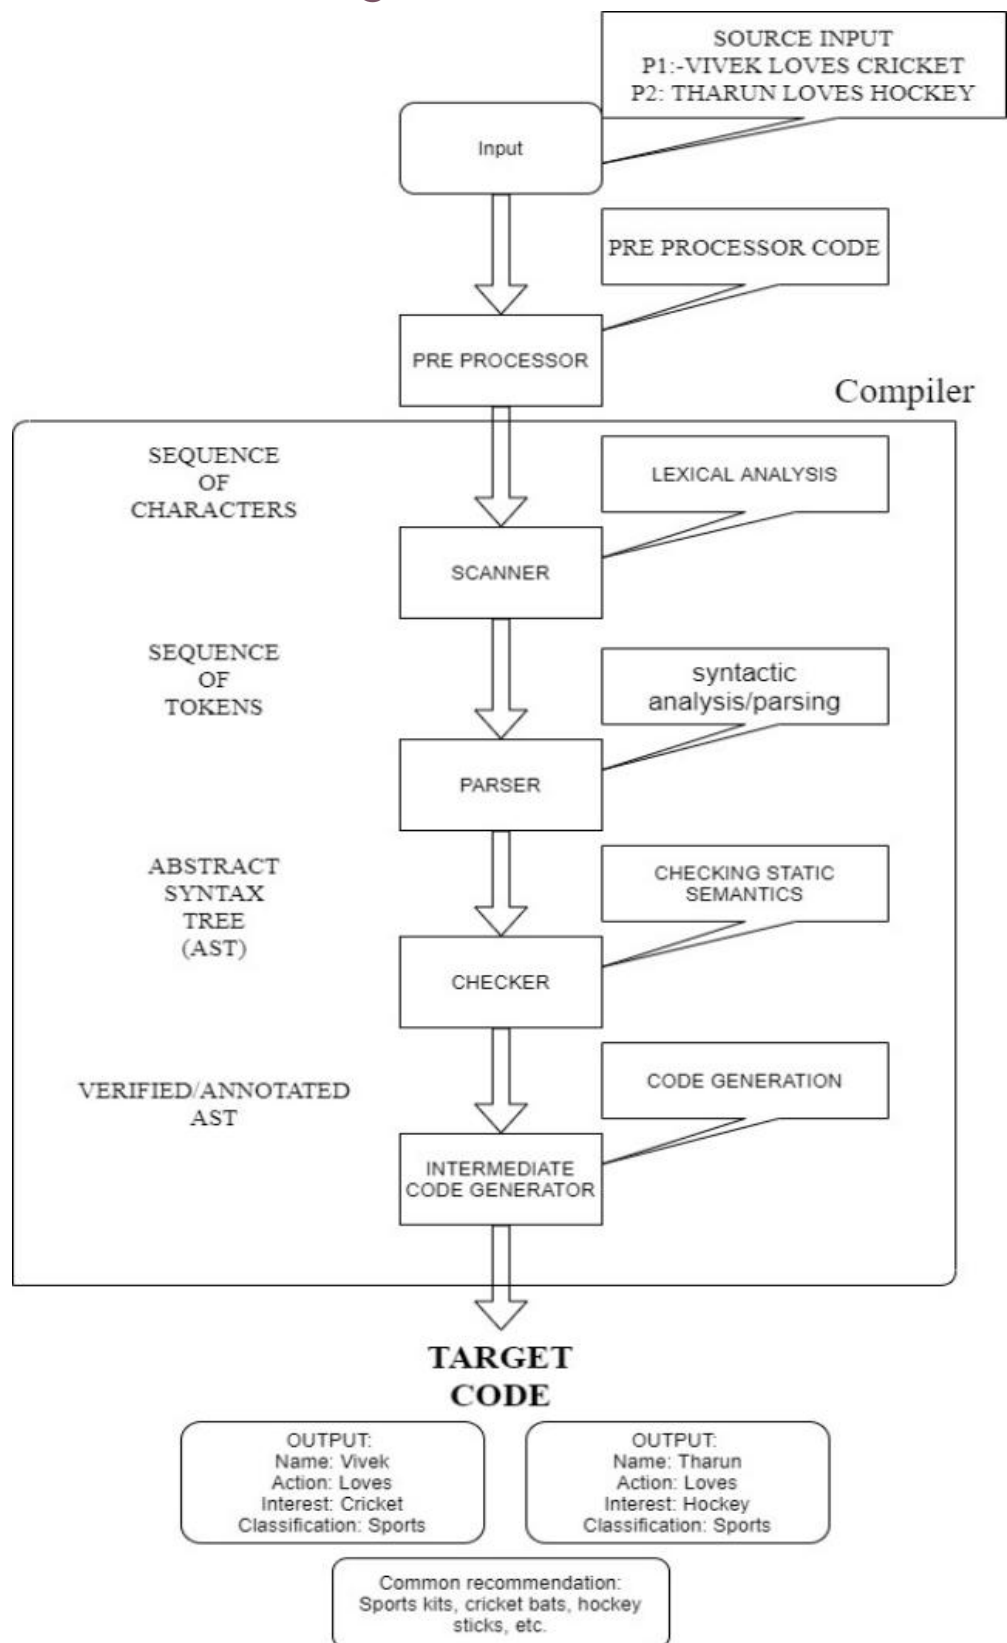 SOURCE INPUT
P1:-VIVEK LOVES CRICKET
P2: THARUN LOVES HOCKEY
Input
PRE PROCESSOR CODE
PRE PROCESSOR
Compiler
SEQUENCE
OF
CHARACTERS
LEXICAL ANALYSIS
SCANNER
SEQUENCE
OF
TOKENS
syntactic
analysis/parsing
PARSER
ABSTRACT
SYNTAX
TREE
(AST)
CHECKING STATIC
SEMANTICS
CHECKER
VERIFIED/ANNOTATED
AST
CODE GENERATION
INTERMEDIATE
CODE GENERATOR
TARGET
CODE
OUTPUT:
Name: Vivek
Action: Loves
Interest: Cricket
Classification: Sports
OUTPUT:
Name: Tharun
Action: Loves
Interest: Hockey
Classification: Sports
Common recommendation:
Sports kits, cricket bats, hockey
sticks, etc.